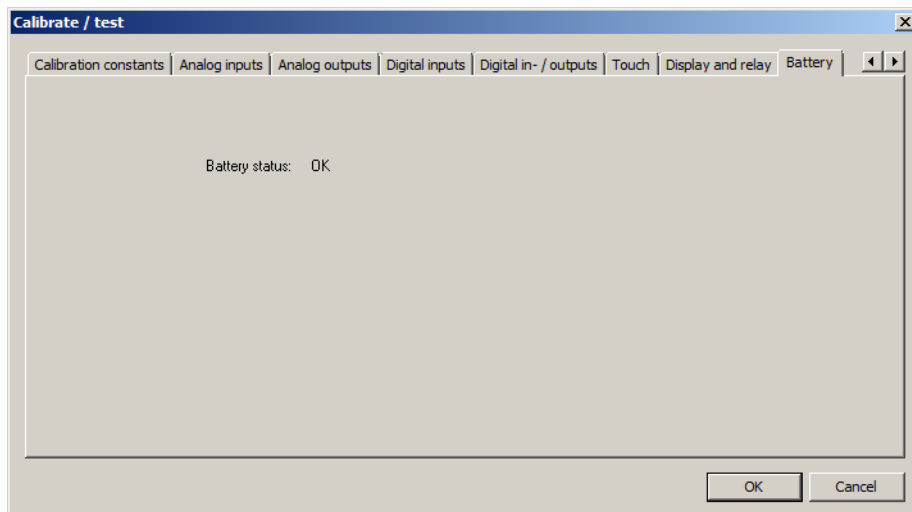 Calibrate / test
Calibration constants Analog inputs Analog outputs Digital inputs Digital in- / outputs Touch Display and relay Battery
Battery status: OK
OK Cancel